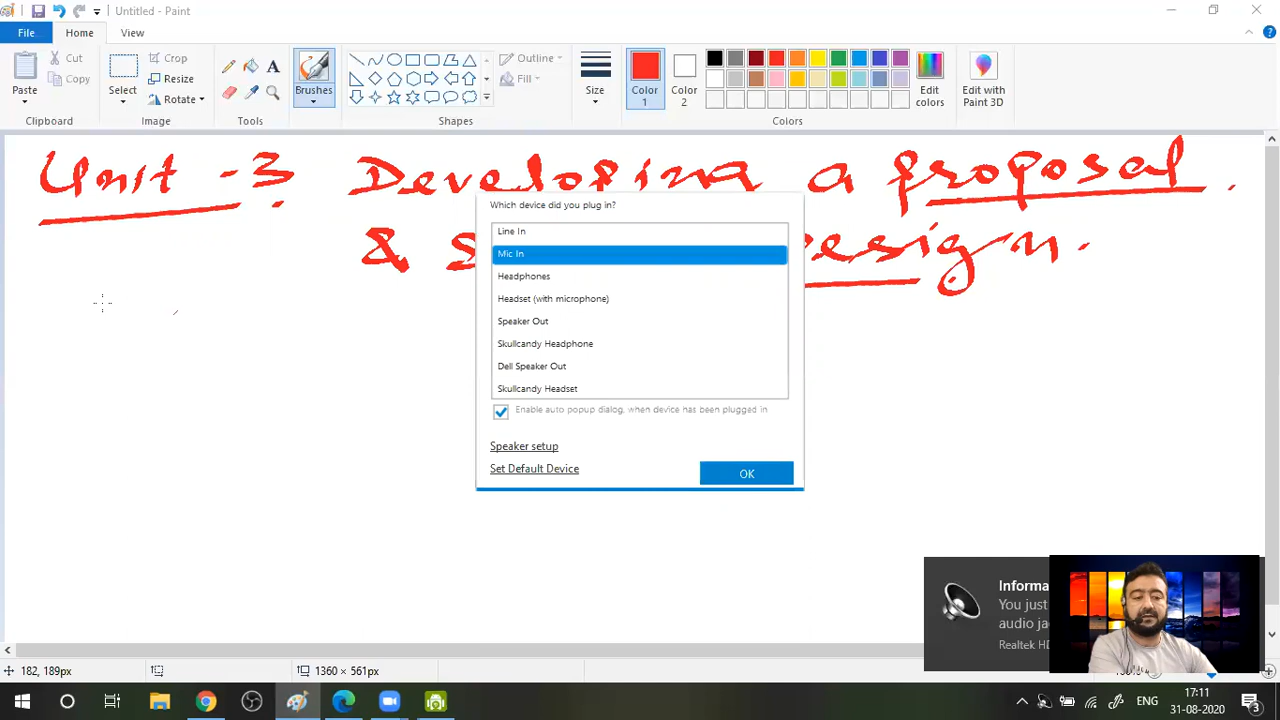 Untitled - Paint
File
Home
View
Paste
Cut
Copy
Clipboard
Select
Crop
Resize
Rotate
Image
A
Tools
Brushes
Outline
Fill
Shapes
Size
Color 1
Color 2
Edit colors
Edit with Paint 3D
Colors
Unit - 3 Developing a proposal.
& Design.
Which device did you plug in?
Line In
Mic In
Headphones
Headset (with microphone)
Speaker Out
Skullcandy Headphone
Dell Speaker Out
Skullcandy Headset
Enable auto popup dialog, when device has been plugged in
Speaker setup
Set Default Device
OK
Informa
You just
audio ja
Realtek HD
182, 189px
1360 × 561px
ENG
17:11
31-08-2020
3